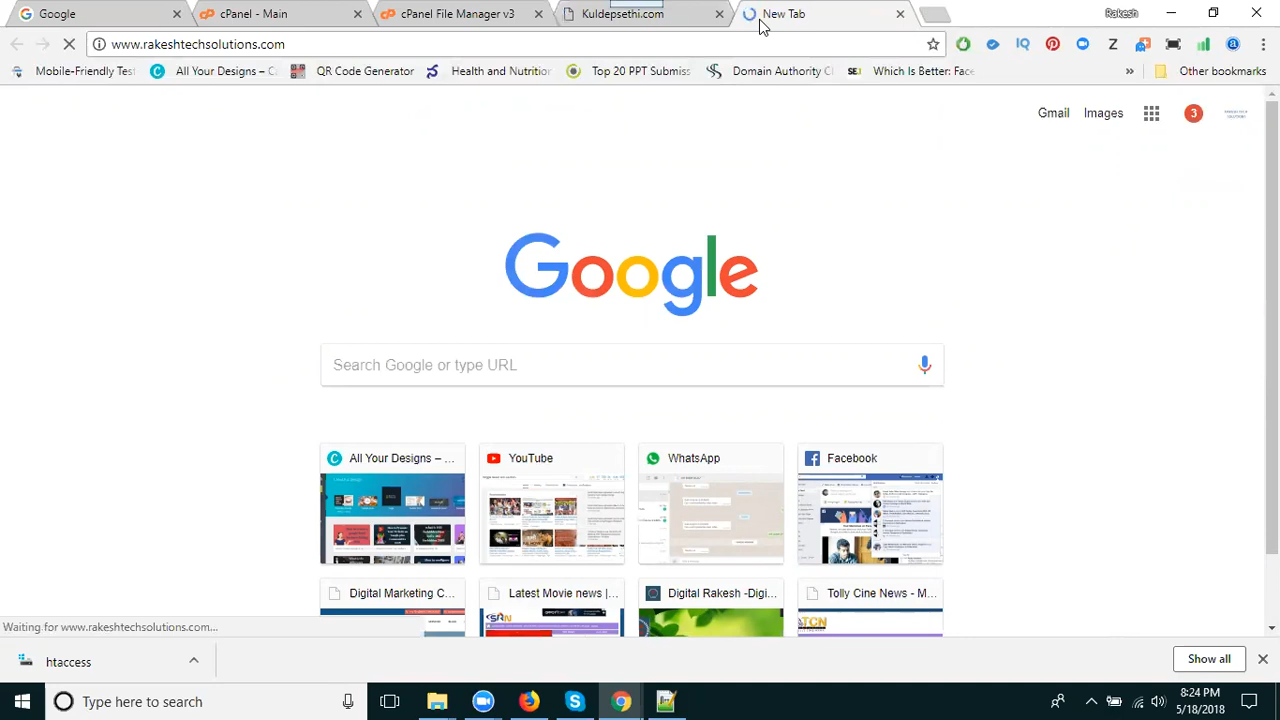 Google
cPanel - Main
cPanel File Manager v3
Kuldepsethi.com
New Tab
Rakesh
www.rakeshtechsolutions.com
Mobile-Friendly Test
All Your Designs – C
QR Code Generator
Health and Nutrition
Top 20 PPT Submiss
Domain Authority C
Which Is Better: Face
»
Other bookmarks
Gmail
Images
3
Google
Search Google or type URL
All Your Designs – ...
YouTube
WhatsApp
Facebook
Digital Marketing C...
Latest Movie news |...
Digital Rakesh -Digi...
Tolly Cine News - M...
SRN
TCN
Waiting for www.rakeshtechsolutions.com...
htaccess
Show all
Type here to search
8:24 PM
5/18/2018